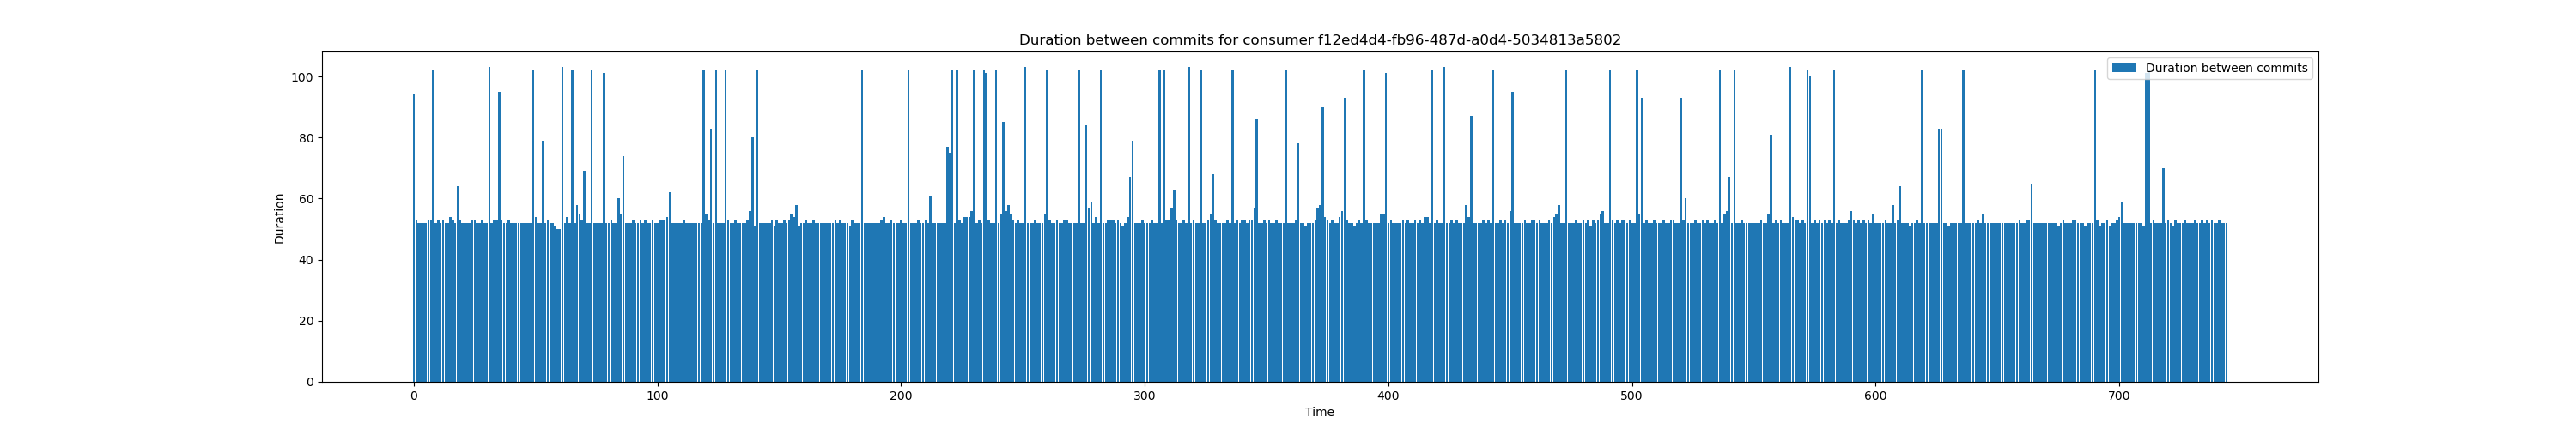 Duration between commits for consumer f12ed4d4-fb96-487d-a0d4-5034813a5802
Duration between commits
100
80
60
40
20
0
Duration
0 100 200 300 400 500 600 700
Time